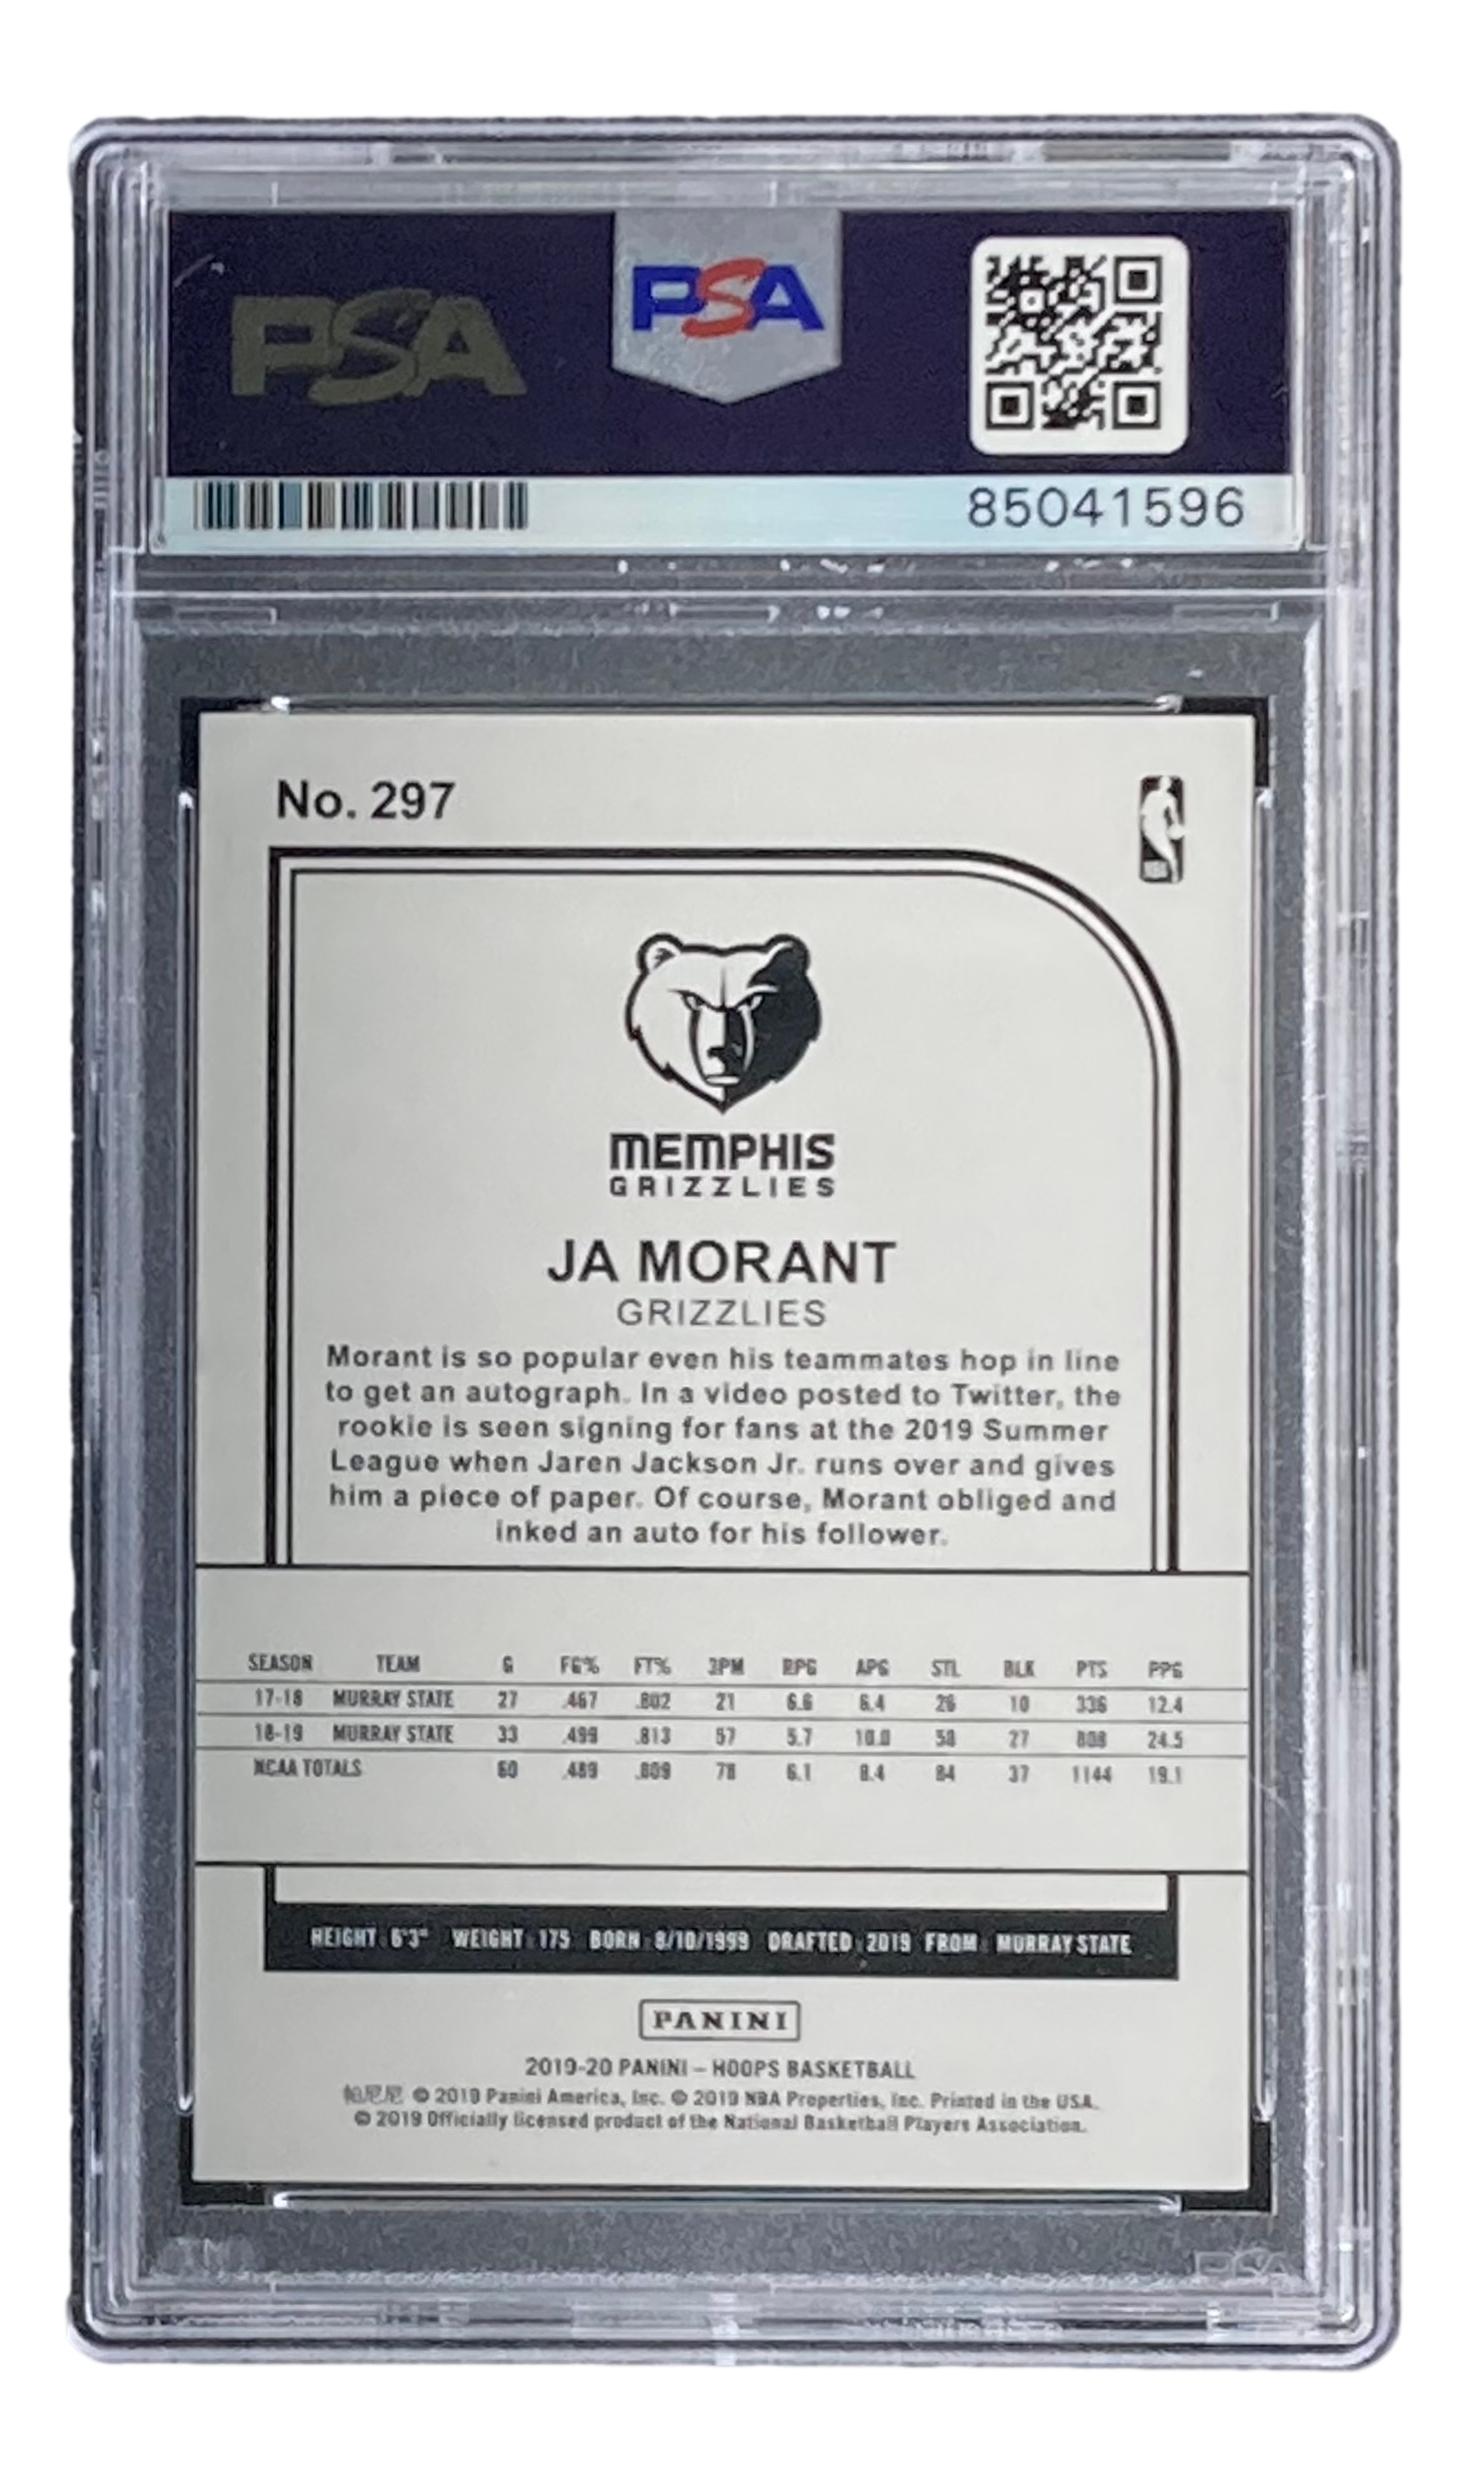 PSA
PSA
85041596
No. 297
NBA
MEMPHIS
GRIZZLIES
JA MORANT
GRIZZLIES
Morant is so popular even his teammates hop in line
to get an autograph. In a video posted to Twitter, the
rookie is seen signing for fans at the 2019 Summer
League when Jaren Jackson Jr. runs over and gives
him a piece of paper. Of course, Morant obliged and
inked an auto for his follower.
SEASON TEAM G FG% FT% 3PM RPG APG STL BLK PTS PPG
17-18 MURRAY STATE 27 .467 .802 21 6.6 6.4 26 10 336 12.4
18-19 MURRAY STATE 33 .499 .813 57 5.7 10.0 58 27 808 24.5
NCAA TOTALS 60 .489 .809 78 6.1 8.4 84 37 1144 19.1
HEIGHT: 6'3" WEIGHT: 175 BORN: 8/10/1999 DRAFTED: 2019 FROM: MURRAY STATE
PANINI
2019-20 PANINI – HOOPS BASKETBALL
帕尼尼 © 2019 Panini America, Inc. © 2019 NBA Properties, Inc. Printed in the USA.
© 2019 Officially licensed product of the National Basketball Players Association.
PSA